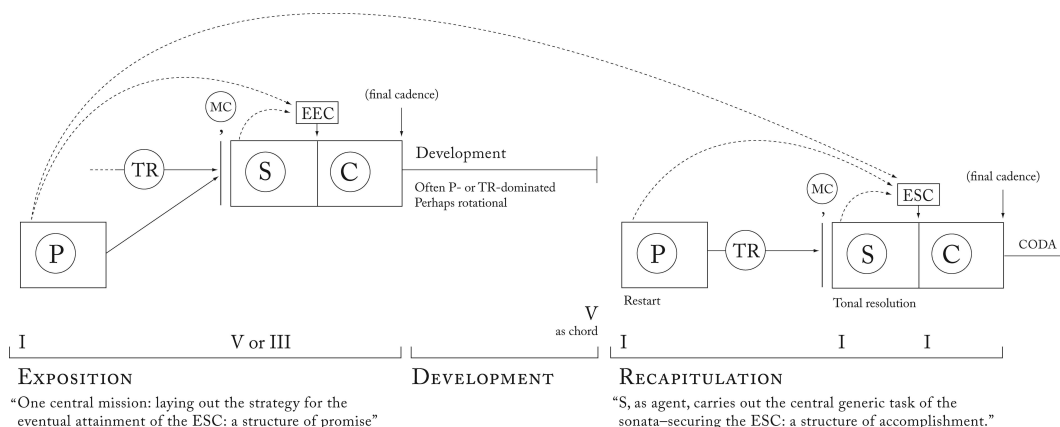 (final cadence)
MC
EEC
,
TR
S
C
Development
Often P- or TR-dominated
Perhaps rotational
P
(final cadence)
MC
ESC
,
P
TR
S
C
CODA
Restart
Tonal resolution
V
as chord
I
V or III
I
I
I
EXPOSITION
DEVELOPMENT
RECAPITULATION
“One central mission: laying out the strategy for the
eventual attainment of the ESC: a structure of promise”
“S, as agent, carries out the central generic task of the
sonata–securing the ESC: a structure of accomplishment.”